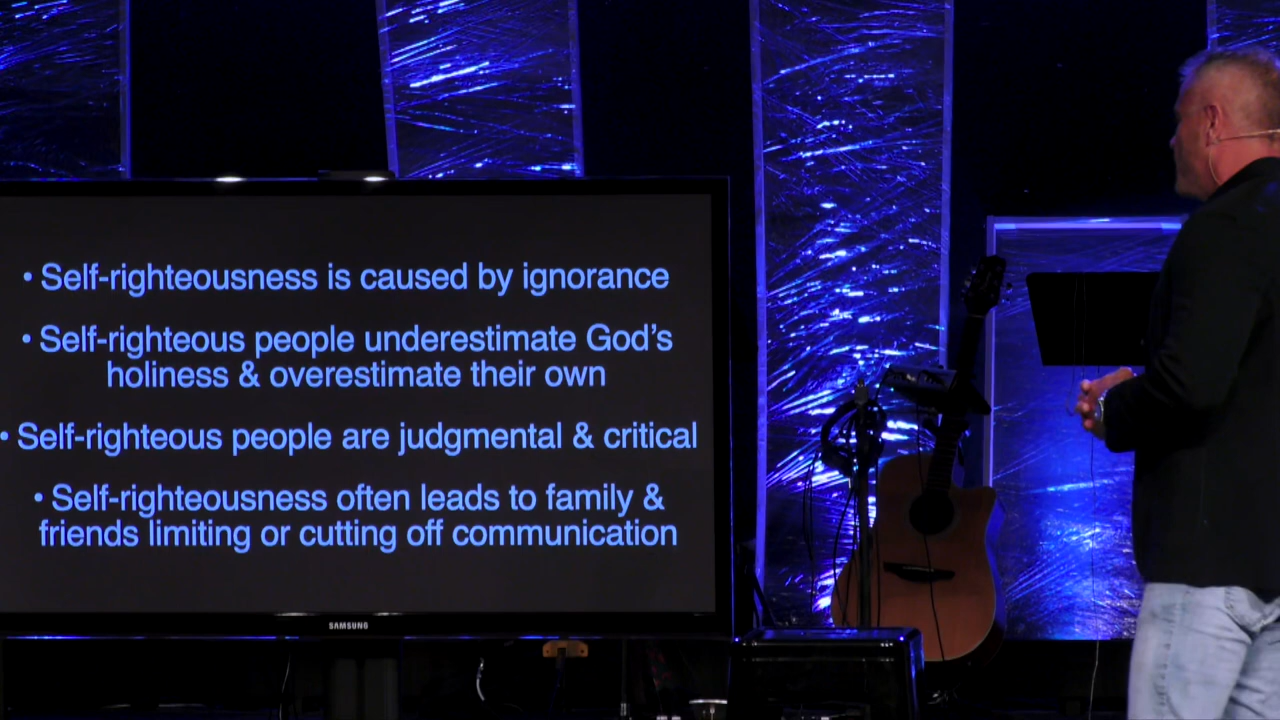 • Self-righteousness is caused by ignorance
• Self-righteous people underestimate God’s
holiness & overestimate their own
• Self-righteous people are judgmental & critical
• Self-righteousness often leads to family &
friends limiting or cutting off communication
SAMSUNG